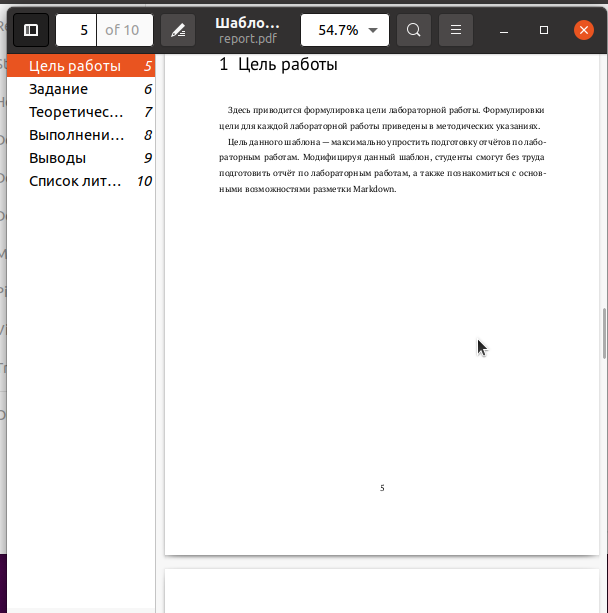 5 of 10
Шабло...
report.pdf
54.7%
Цель работы 5
Задание 6
Теоретичес... 7
Выполнени... 8
Выводы 9
Список лит... 10
1 Цель работы
Здесь приводится формулировка цели лабораторной работы. Формулировки
цели для каждой лабораторной работы приведены в методических указаниях.
Цель данного шаблона — максимально упростить подготовку отчётов по лабо-
раторным работам. Модифицируя данный шаблон, студенты смогут без труда
подготовить отчёт по лабораторным работам, а также познакомиться с основ-
ными возможностями разметки Markdown.
5